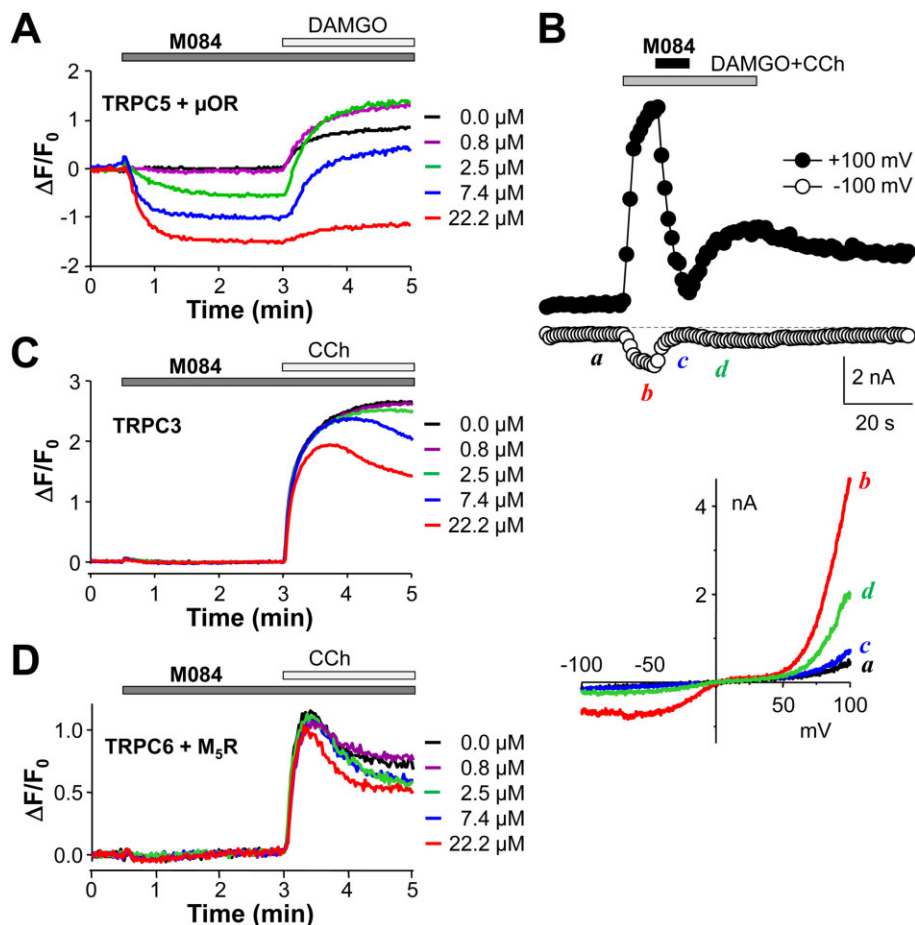 A
DAMGO
M084
TRPC5 + µOR
ΔF/F0
2
1
0
-1
-2
0 1 2 3 4 5
Time (min)
0.0 µM
0.8 µM
2.5 µM
7.4 µM
22.2 µM
B
M084
DAMGO+CCh
+100 mV
-100 mV
a
b
c
d
2 nA
20 s
nA
4
2
-100 -50
50 100
mV
b
d
c
a
C
CCh
M084
TRPC3
ΔF/F0
3
2
1
0
0 1 2 3 4 5
Time (min)
0.0 µM
0.8 µM
2.5 µM
7.4 µM
22.2 µM
D
CCh
M084
TRPC6 + M5R
ΔF/F0
1.0
0.5
0.0
0 1 2 3 4 5
Time (min)
0.0 µM
0.8 µM
2.5 µM
7.4 µM
22.2 µM